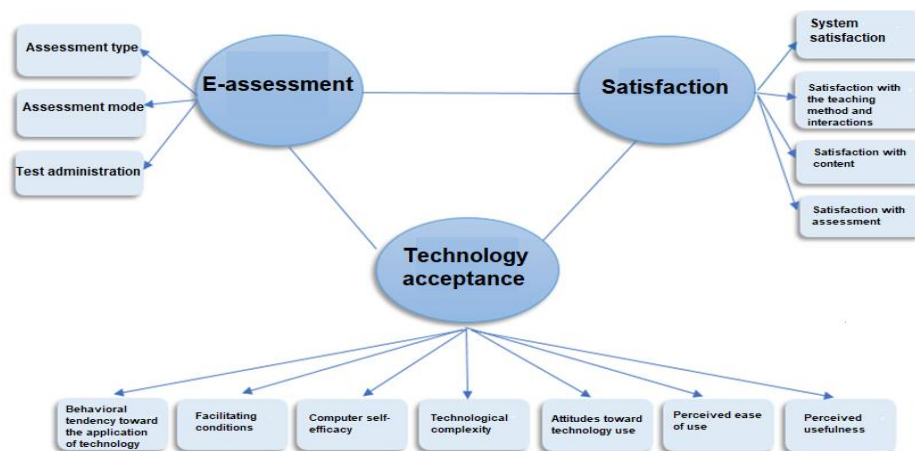 Assessment type
Assessment mode
Test administration
E-assessment
Satisfaction
System
satisfaction
Satisfaction with
the teaching
method and
interactions
Satisfaction with
content
Satisfaction with
assessment
Technology
acceptance
Behavioral
tendency toward
the application
of technology
Facilitating
conditions
Computer self-
efficacy
Technological
complexity
Attitudes toward
technology use
Perceived ease
of use
Perceived
usefulness